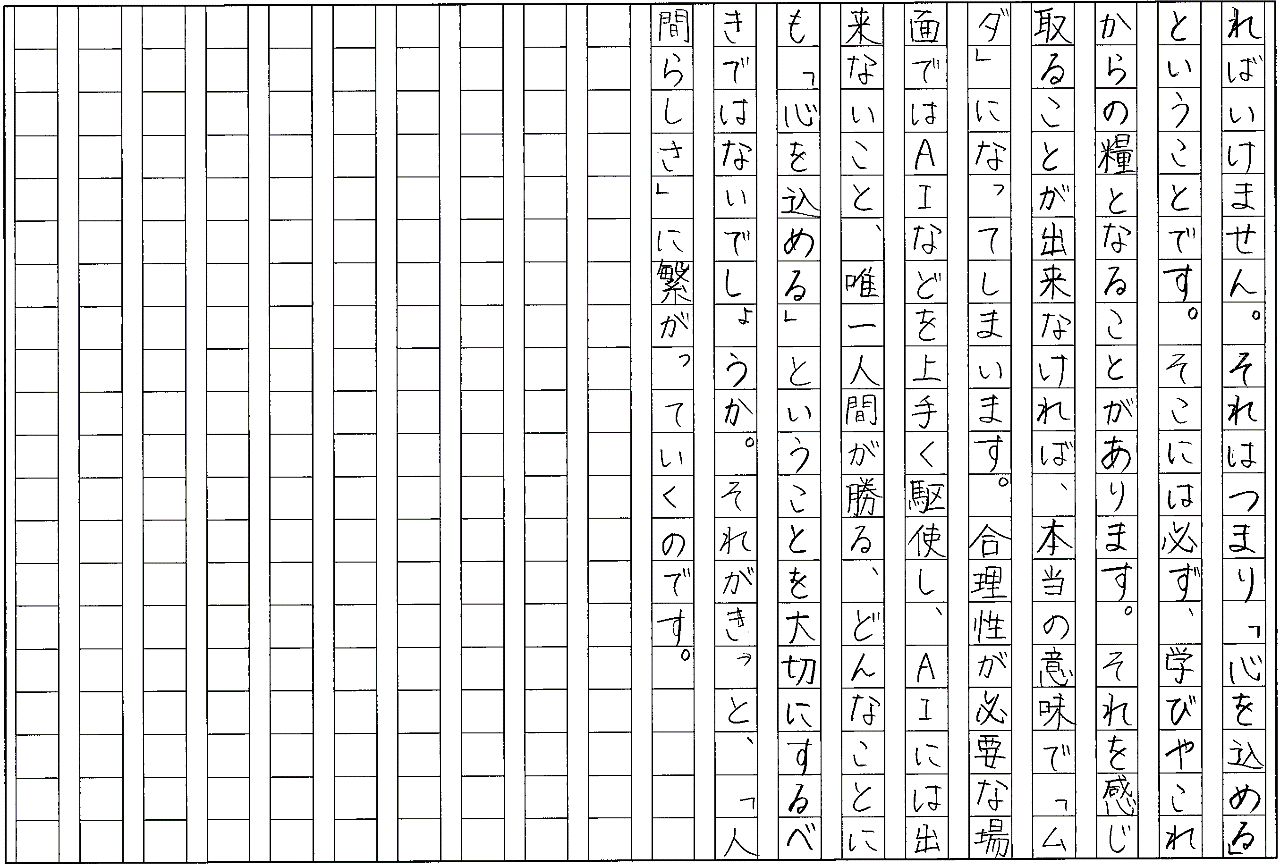 ればいけません。それはつまり「心を込める」
ということです。そこには必ず、学びやこれ
からの糧となることがあります。それを感じ
取ることが出来なければ、本当の意味で「ム
ダ」になってしまいます。合理性が必要な場
面ではAIなどを上手く駆使し、AIには出
来ないこと、唯一人間が勝る、どんなことに
も「心を込める」ということを大切にするべ
きではないでしょうか。それがきっと、「人
間らしさ」に繋がっていくのです。